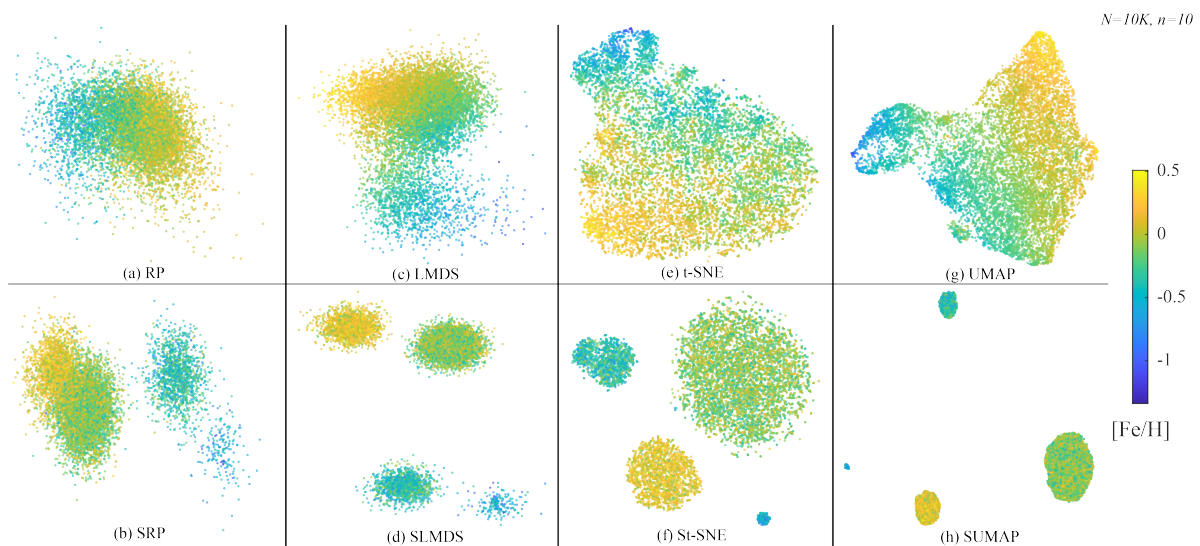 N=10K, n=10
(a) RP
(c) LMDS
(e) t-SNE
(g) UMAP
0.5
0
-0.5
-1
[Fe/H]
(b) SRP
(d) SLMDS
(f) St-SNE
(h) SUMAP